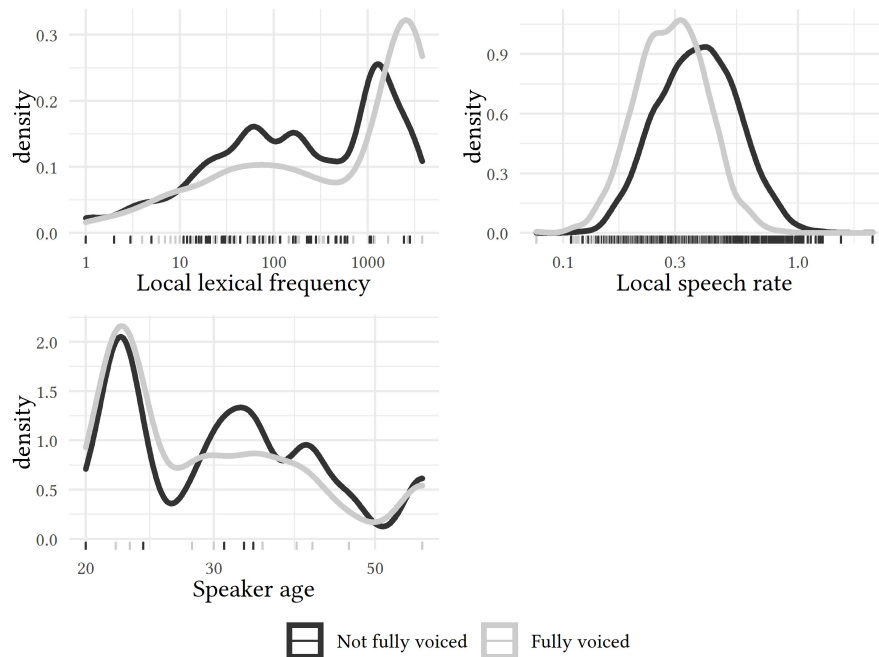 density
0.3
0.2
0.1
0.0
1 10 100 1000
Local lexical frequency
density
0.9
0.6
0.3
0.0
0.1 0.3 1.0
Local speech rate
density
2.0
1.5
1.0
0.5
0.0
20 30 50
Speaker age
Not fully voiced Fully voiced